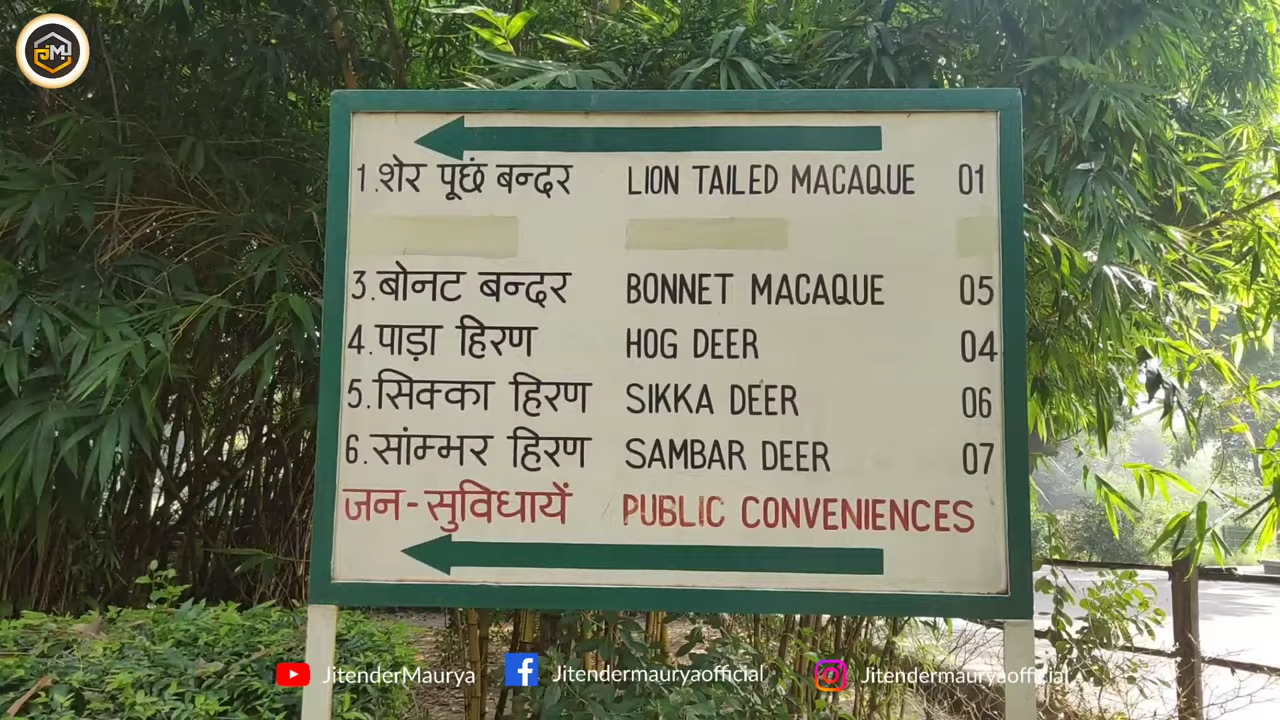 JMJ
1.शेर पूछं बन्दर LION TAILED MACAQUE 01
3.बोनट बन्दर BONNET MACAQUE 05
4.पाड़ा हिरण HOG DEER 04
5.सिक्का हिरण SIKKA DEER 06
6.सांम्भर हिरण SAMBAR DEER 07
जन-सुविधायें PUBLIC CONVENIENCES
JitenderMaurya Jitendermauryaofficial Jitendermauryaofficial